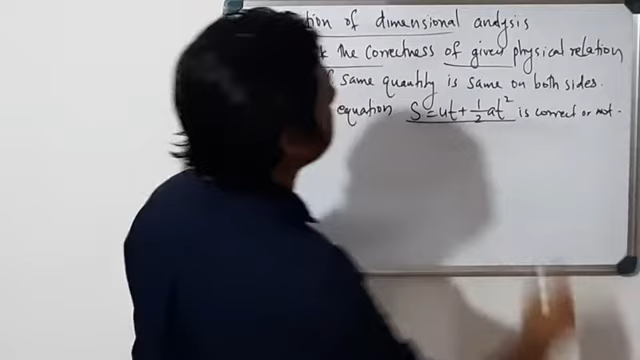 tion of dimensional analysis
k the correctness of given physical relation
same quantity is same on both sides.
equation S = ut + 1/2 at² is correct or not.